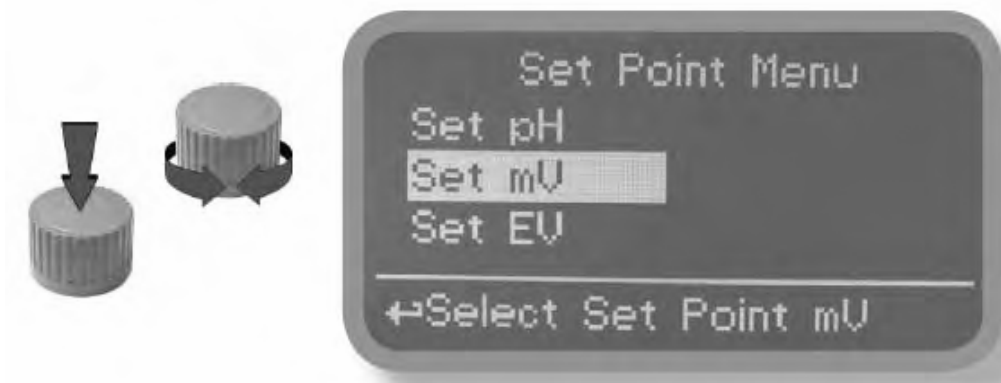 Set Point Menu
Set pH
Set mV
Set EV
↵Select Set Point mV